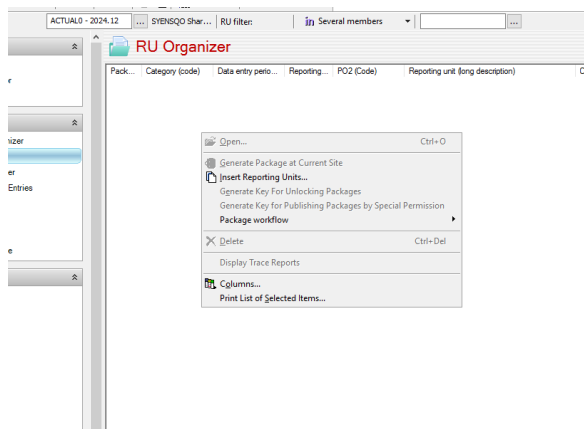 ACTUAL0 - 2024.12 ... SYENSQO Shar... RU filter: in Several members ...
RU Organizer
Pack... Category (code) Data entry perio... Reporting... PO2 (Code) Reporting unit (long description) C
nizer
er
Entries
e
Open... Ctrl+O
Generate Package at Current Site
Insert Reporting Units...
Generate Key For Unlocking Packages
Generate Key for Publishing Packages by Special Permission
Package workflow
Delete Ctrl+Del
Display Trace Reports
Columns...
Print List of Selected Items...